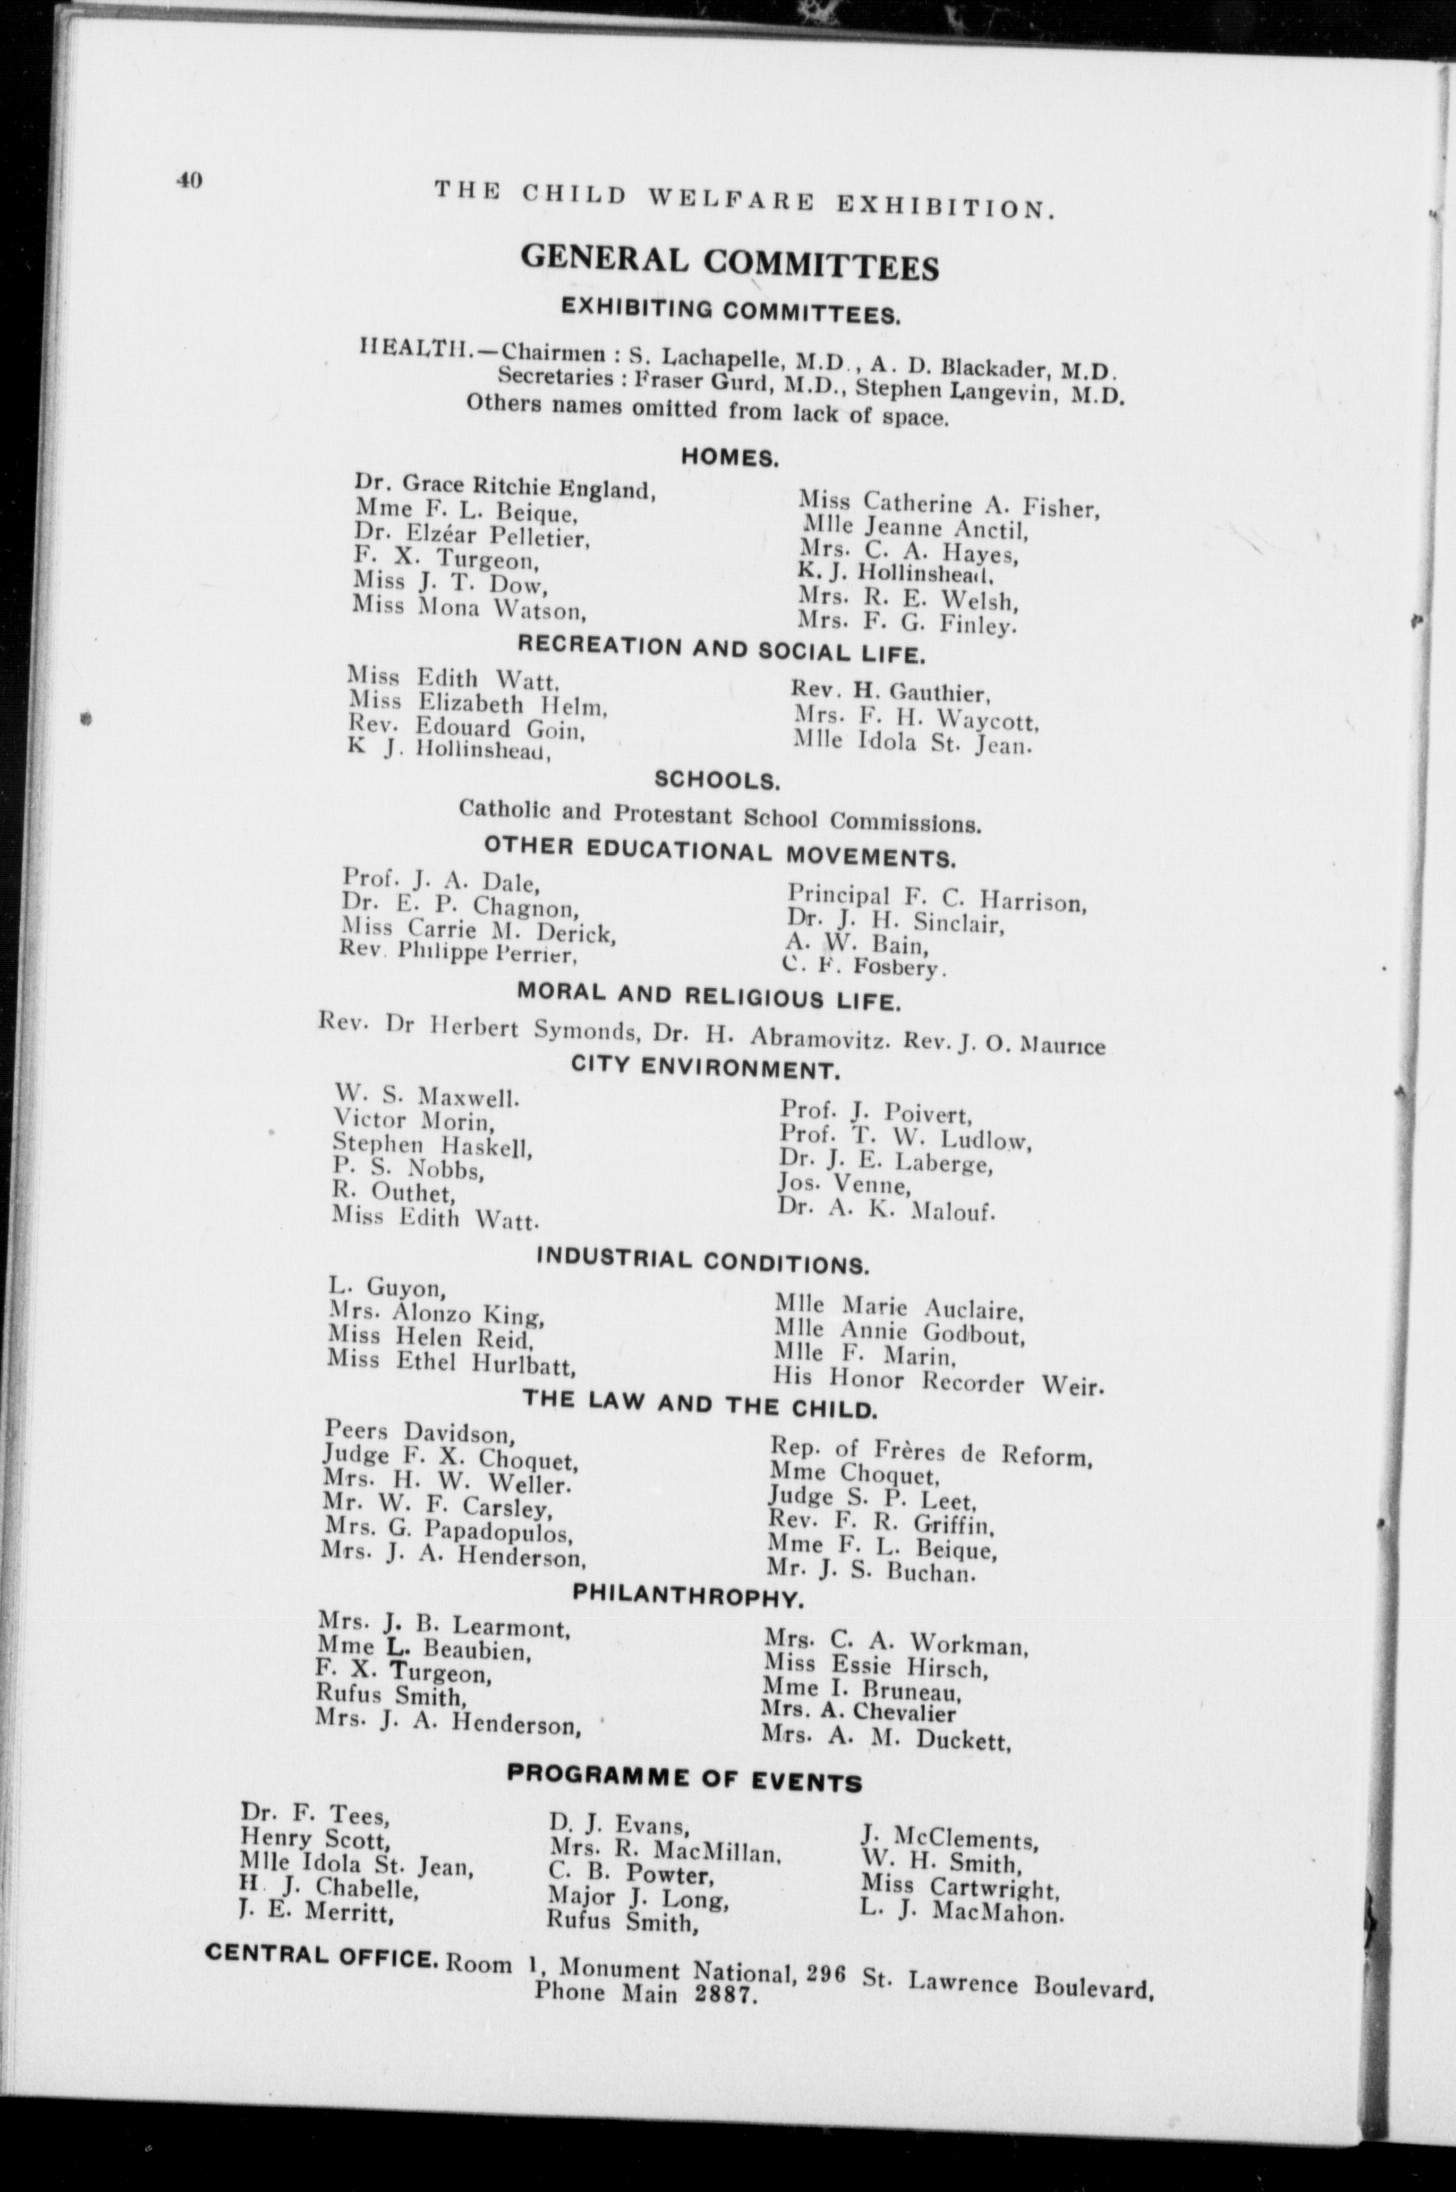 40
THE CHILD WELFARE EXHIBITION.
GENERAL COMMITTEES
EXHIBITING COMMITTEES.
HEALTH.—Chairmen : S. Lachapelle, M.D., A. D. Blackader, M.D.
Secretaries : Fraser Gurd, M.D., Stephen Langevin, M.D.
Others names omitted from lack of space.
HOMES.
Dr. Grace Ritchie England,
Mme F. L. Beique,
Dr. Elzéar Pelletier,
F. X. Turgeon,
Miss J. T. Dow,
Miss Mona Watson,
Miss Catherine A. Fisher,
Mlle Jeanne Anctil,
Mrs. C. A. Hayes,
K. J. Hollinshead,
Mrs. R. E. Welsh,
Mrs. F. G. Finley.
RECREATION AND SOCIAL LIFE.
Miss Edith Watt,
Miss Elizabeth Helm,
Rev. Edouard Goin,
K J. Hollinshead,
Rev. H. Gauthier,
Mrs. F. H. Waycott,
Mlle Idola St. Jean.
SCHOOLS.
Catholic and Protestant School Commissions.
OTHER EDUCATIONAL MOVEMENTS.
Prof. J. A. Dale,
Dr. E. P. Chagnon,
Miss Carrie M. Derick,
Rev. Philippe Perrier,
Principal F. C. Harrison,
Dr. J. H. Sinclair,
A. W. Bain,
C. F. Fosbery.
MORAL AND RELIGIOUS LIFE.
Rev. Dr Herbert Symonds, Dr. H. Abramovitz. Rev. J. O. Maurice
CITY ENVIRONMENT.
W. S. Maxwell.
Victor Morin,
Stephen Haskell,
P. S. Nobbs,
R. Outhet,
Miss Edith Watt.
Prof. J. Poivert,
Prof. T. W. Ludlow,
Dr. J. E. Laberge,
Jos. Venne,
Dr. A. K. Malouf.
INDUSTRIAL CONDITIONS.
L. Guyon,
Mrs. Alonzo King,
Miss Helen Reid,
Miss Ethel Hurlbatt,
Mlle Marie Auclaire,
Mlle Annie Godbout,
Mlle F. Marin,
His Honor Recorder Weir.
THE LAW AND THE CHILD.
Peers Davidson,
Judge F. X. Choquet,
Mrs. H. W. Weller.
Mr. W. F. Carsley,
Mrs. G. Papadopulos,
Mrs. J. A. Henderson,
Rep. of Frères de Reform,
Mme Choquet,
Judge S. P. Leet,
Rev. F. R. Griffin,
Mme F. L. Beique,
Mr. J. S. Buchan.
PHILANTHROPHY.
Mrs. J. B. Learmont,
Mme L. Beaubien,
F. X. Turgeon,
Rufus Smith,
Mrs. J. A. Henderson,
Mrs. C. A. Workman,
Miss Essie Hirsch,
Mme I. Bruneau,
Mrs. A. Chevalier
Mrs. A. M. Duckett,
PROGRAMME OF EVENTS
Dr. F. Tees,
Henry Scott,
Mlle Idola St. Jean,
H. J. Chabelle,
J. E. Merritt,
D. J. Evans,
Mrs. R. MacMillan,
C. B. Powter,
Major J. Long,
Rufus Smith,
J. McClements,
W. H. Smith,
Miss Cartwright,
L. J. MacMahon.
CENTRAL OFFICE. Room 1, Monument National, 296 St. Lawrence Boulevard,
Phone Main 2887.